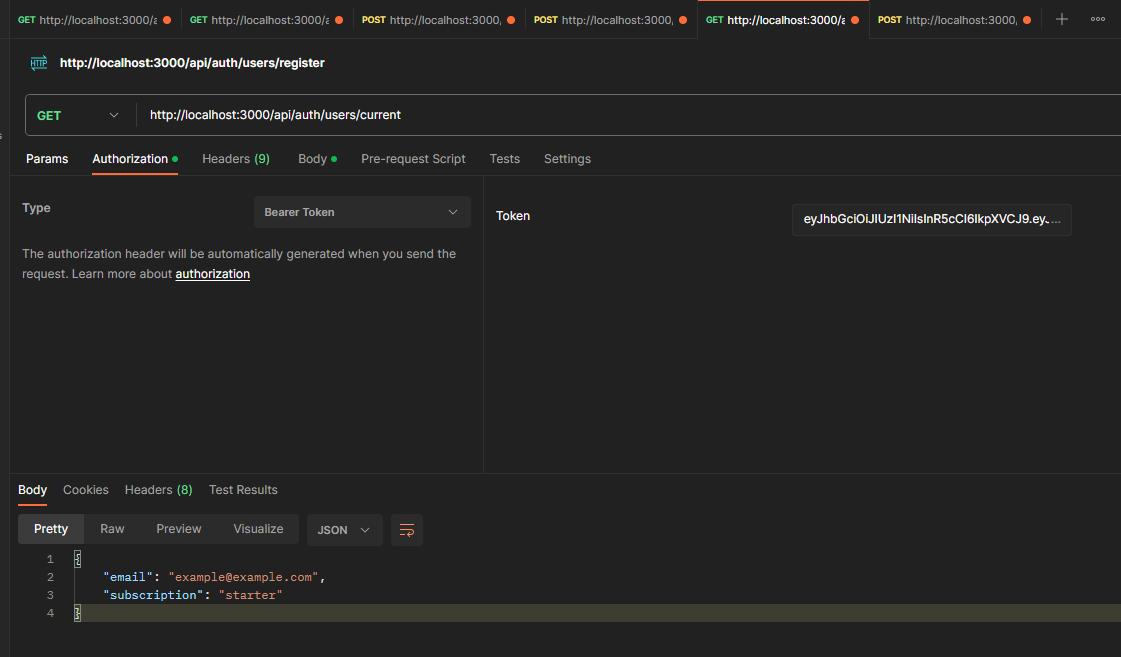 GET http://localhost:3000/a GET http://localhost:3000/a POST http://localhost:3000, POST http://localhost:3000, GET http://localhost:3000/a POST http://localhost:3000,
HTTP http://localhost:3000/api/auth/users/register
GET http://localhost:3000/api/auth/users/current
Params Authorization Headers (9) Body Pre-request Script Tests Settings
Type Bearer Token
Token eyJhbGciOiJIUzI1NiIsInR5cCI6IkpXVCJ9.eyJ...
The authorization header will be automatically generated when you send the
request. Learn more about authorization
Body Cookies Headers (8) Test Results
Pretty Raw Preview Visualize JSON
1 {
2 "email": "example@example.com",
3 "subscription": "starter"
4 }